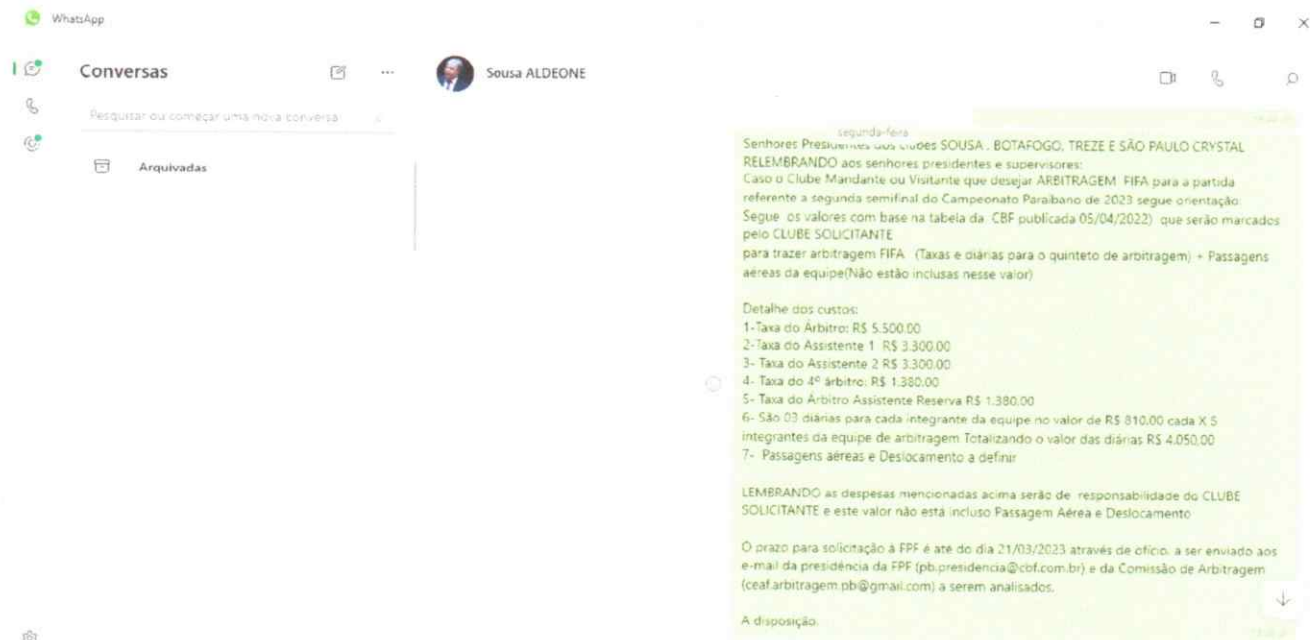 WhatsApp
Conversas
Sousa ALDEONE
Pesquisar ou começar uma nova conversa
Arquivadas
segunda-feira
Senhores Presidentes dos clubes SOUSA , BOTAFOGO, TREZE E SÃO PAULO CRYSTAL
RELEMBRANDO aos senhores presidentes e supervisores:
Caso o Clube Mandante ou Visitante que desejar ARBITRAGEM FIFA para a partida
referente a segunda semifinal do Campeonato Paraibano de 2023 segue orientação:
Segue os valores com base na tabela da CBF publicada 05/04/2022) que serão marcados
pelo CLUBE SOLICITANTE
para trazer arbitragem FIFA (Taxas e diárias para o quinteto de arbitragem) + Passagens
aéreas da equipe(Não estão inclusas nesse valor)
Detalhe dos custos:
1-Taxa do Árbitro: R$ 5.500.00
2-Taxa do Assistente 1 R$ 3.300.00
3- Taxa do Assistente 2 R$ 3.300.00
4- Taxa do 4º árbitro: R$ 1.380.00
5- Taxa do Árbitro Assistente Reserva R$ 1.380.00
6- São 03 diárias para cada integrante da equipe no valor de R$ 810,00 cada X 5
integrantes da equipe de arbitragem Totalizando o valor das diárias R$ 4.050,00
7- Passagens aéreas e Deslocamento a definir
LEMBRANDO as despesas mencionadas acima serão de responsabilidade do CLUBE
SOLICITANTE e este valor não está incluso Passagem Aérea e Deslocamento
O prazo para solicitação à FPF é até do dia 21/03/2023 através de ofício, a ser enviado aos
e-mail da presidência da FPF (pb.presidencia@cbf.com.br) e da Comissão de Arbitragem
(ceaf.arbitragem.pb@gmail.com) a serem analisados.
A disposição.